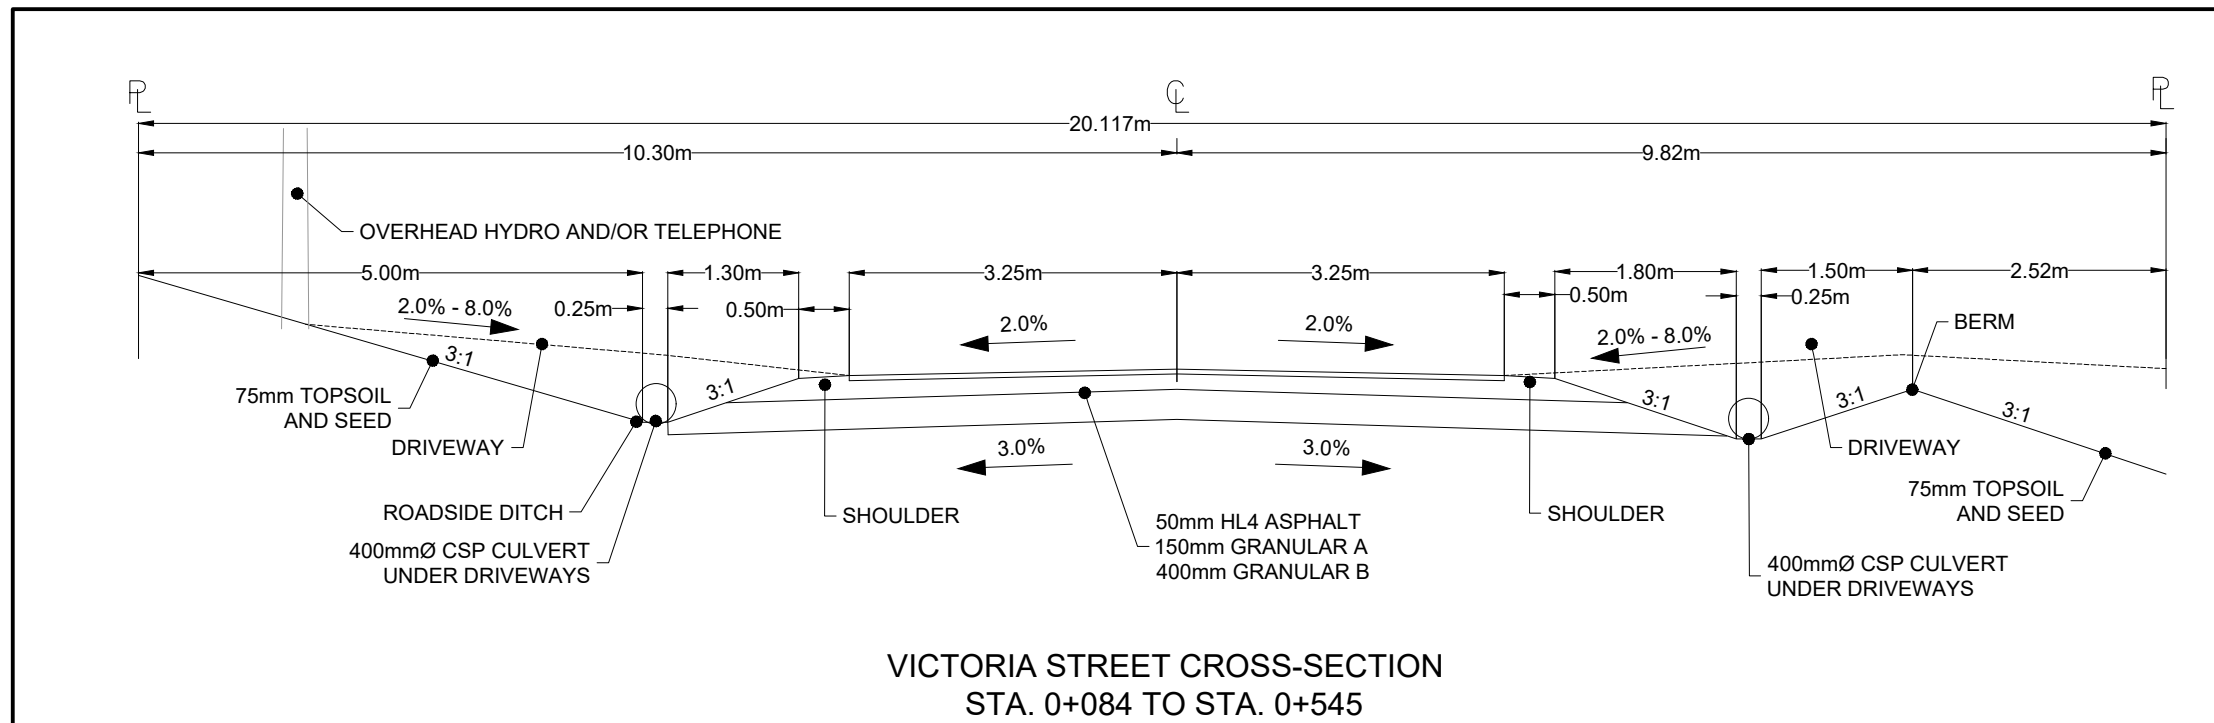 PL
CL
PL
20.117m
10.30m
9.82m
OVERHEAD HYDRO AND/OR TELEPHONE
5.00m
1.30m
3.25m
3.25m
1.80m
1.50m
2.52m
0.25m
0.50m
0.50m
0.25m
2.0% - 8.0%
2.0%
2.0%
2.0% - 8.0%
BERM
3:1
3:1
3:1
3:1
3:1
75mm TOPSOIL
AND SEED
DRIVEWAY
3.0%
3.0%
DRIVEWAY
75mm TOPSOIL
AND SEED
ROADSIDE DITCH
SHOULDER
SHOULDER
400mmØ CSP CULVERT
UNDER DRIVEWAYS
50mm HL4 ASPHALT
150mm GRANULAR A
400mm GRANULAR B
400mmØ CSP CULVERT
UNDER DRIVEWAYS
VICTORIA STREET CROSS-SECTION
STA. 0+084 TO STA. 0+545